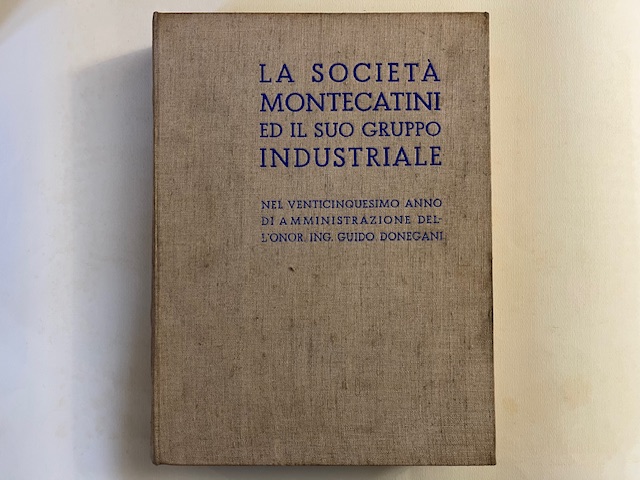 LA SOCIETÀ
MONTECATINI
ED IL SUO GRUPPO
INDUSTRIALE
NEL VENTICINQUESIMO ANNO
DI AMMINISTRAZIONE DEL-
L'ONOR. ING. GUIDO DONEGANI